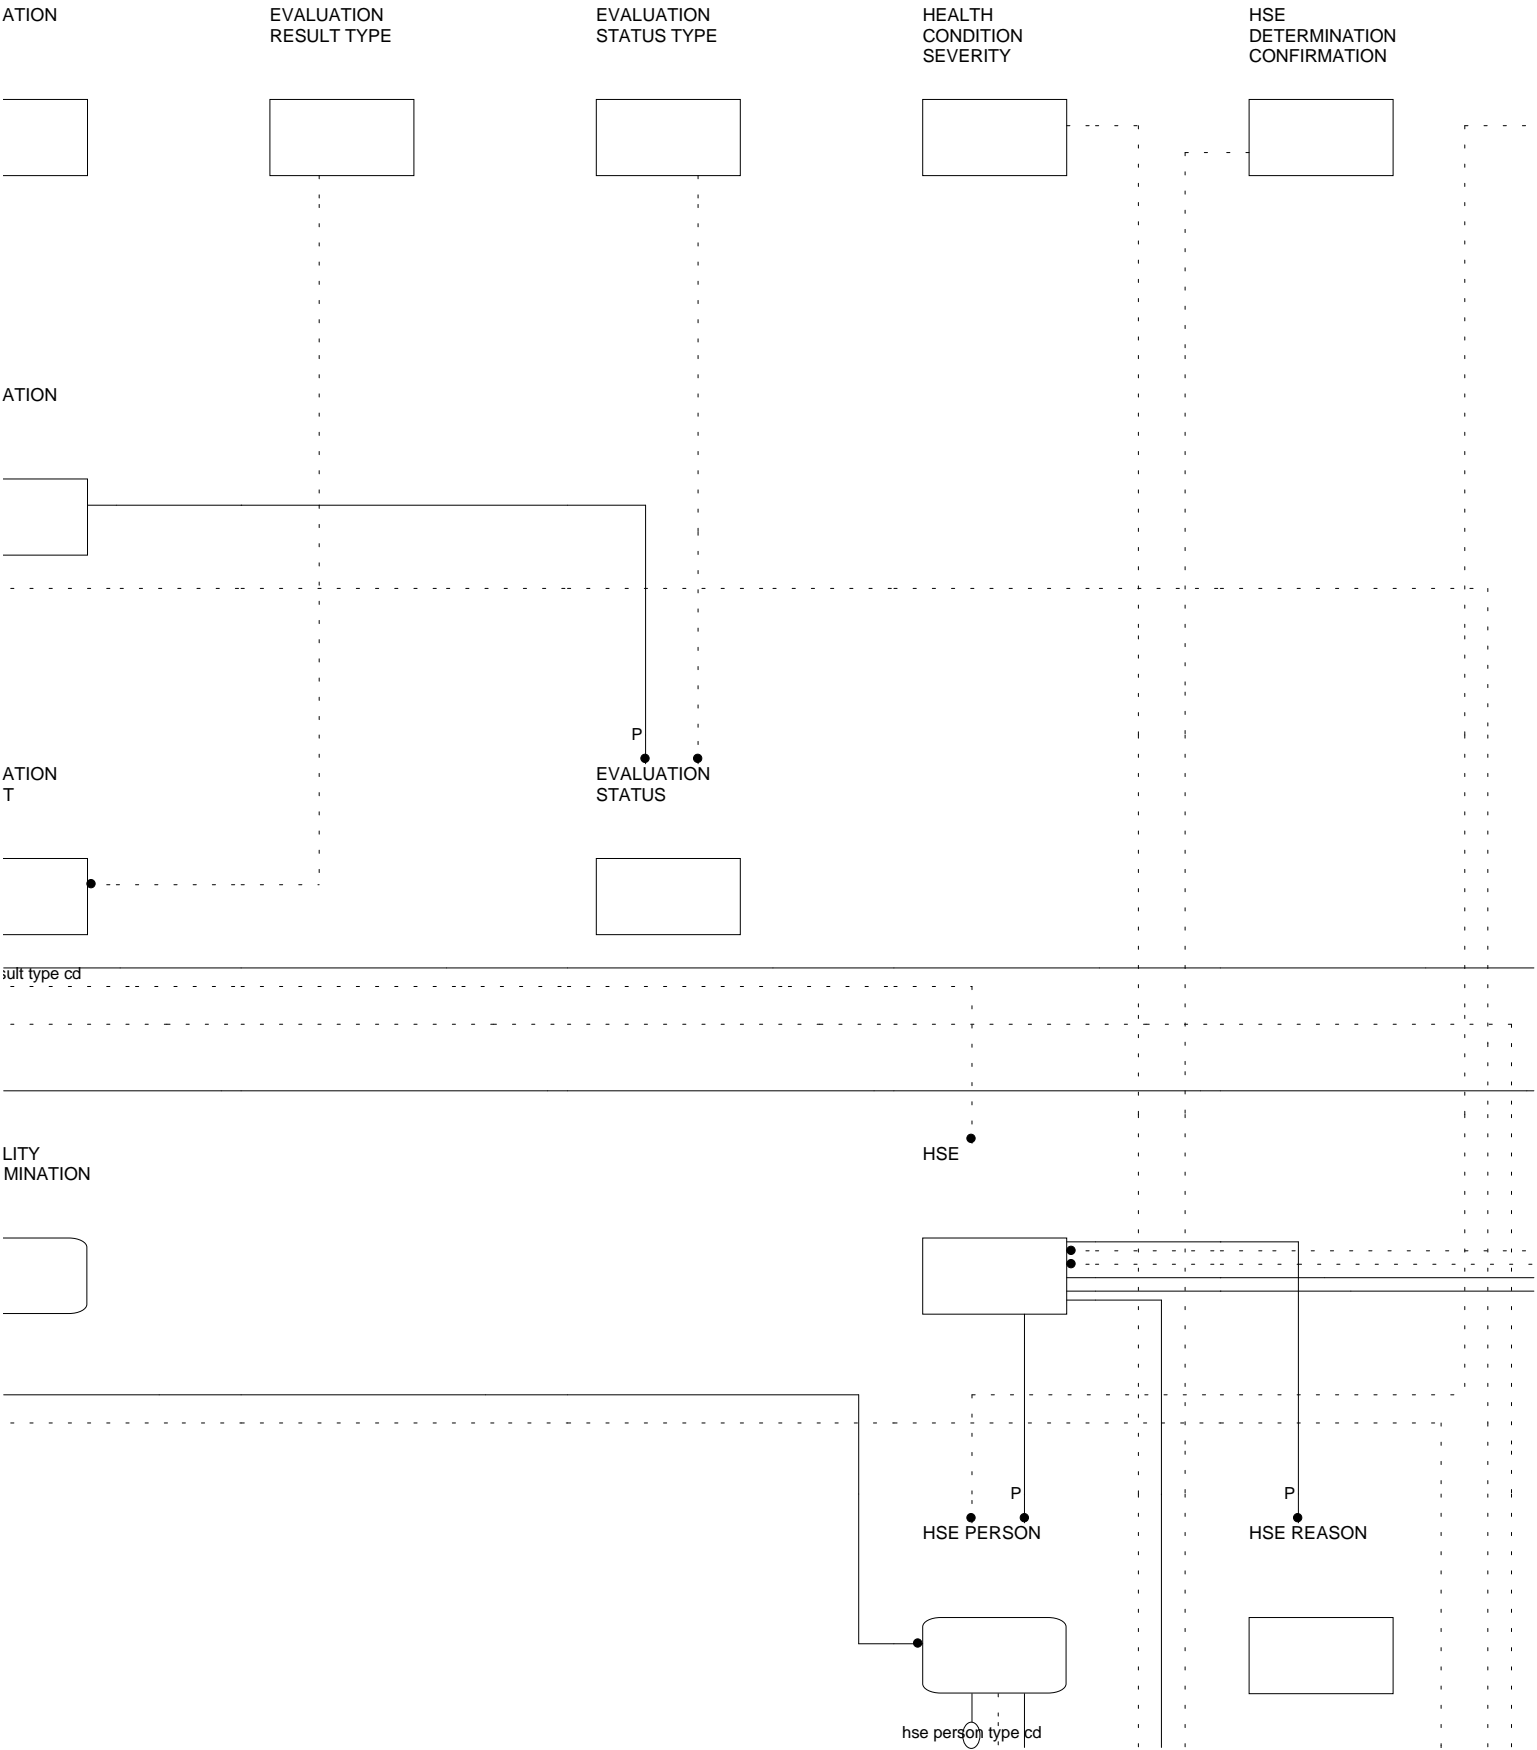 ATION
EVALUATION
RESULT TYPE
EVALUATION
STATUS TYPE
HEALTH
CONDITION
SEVERITY
HSE
DETERMINATION
CONFIRMATION
ATION
P
ATION
T
EVALUATION
STATUS
sult type cd
LITY
MINATION
HSE
P
P
HSE PERSON
HSE REASON
hse person type cd